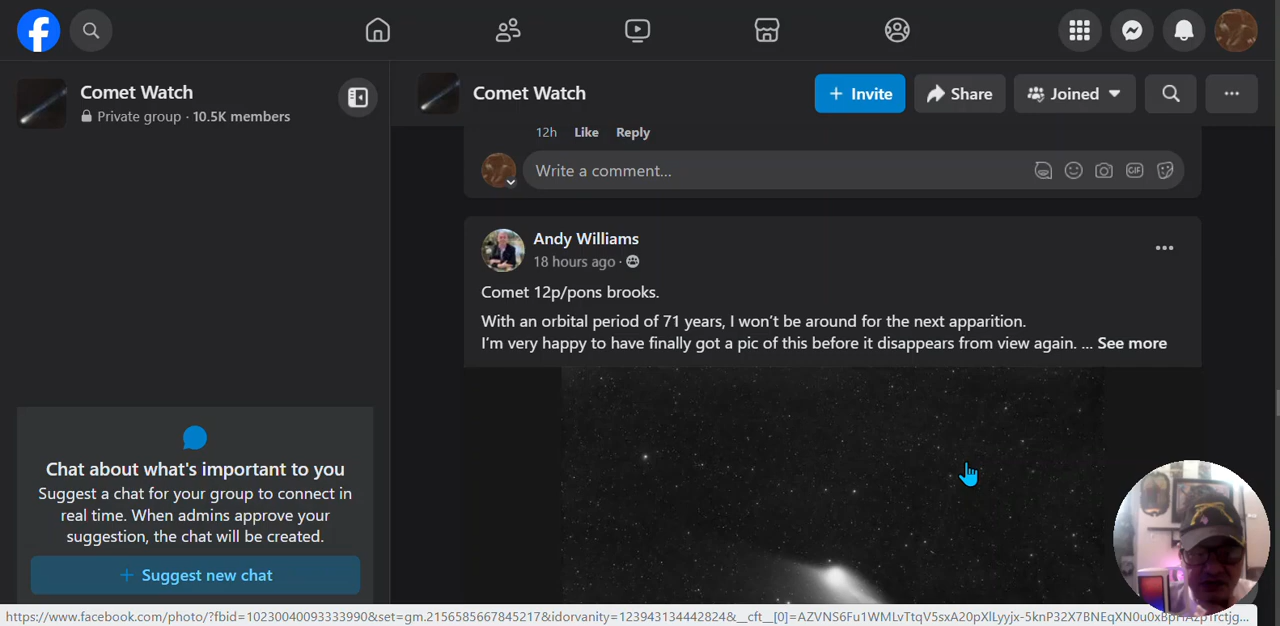 Comet Watch
Private group · 10.5K members
Comet Watch
+ Invite
Share
Joined
12h Like Reply
Write a comment...
GIF
Andy Williams
18 hours ago ·
Comet 12p/pons brooks.
With an orbital period of 71 years, I won't be around for the next apparition.
I'm very happy to have finally got a pic of this before it disappears from view again. ... See more
Chat about what's important to you
Suggest a chat for your group to connect in
real time. When admins approve your
suggestion, the chat will be created.
+ Suggest new chat